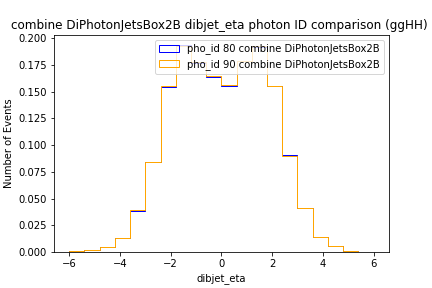 combine DiPhotonJetsBox2B dibjet_eta photon ID comparison (ggHH)
pho_id 80 combine DiPhotonJetsBox2B
pho_id 90 combine DiPhotonJetsBox2B
Number of Events
0.200
0.175
0.150
0.125
0.100
0.075
0.050
0.025
0.000
−6 −4 −2 0 2 4 6
dibjet_eta